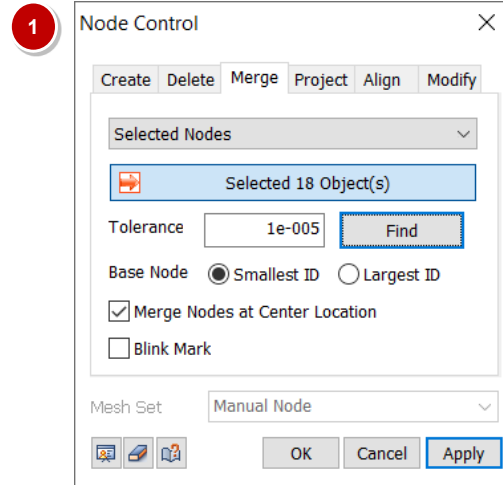 1
Node Control
Create Delete Merge Project Align Modify
Selected Nodes
Selected 18 Object(s)
Tolerance 1e-005 Find
Base Node Smallest ID Largest ID
Merge Nodes at Center Location
Blink Mark
Mesh Set Manual Node
OK Cancel Apply